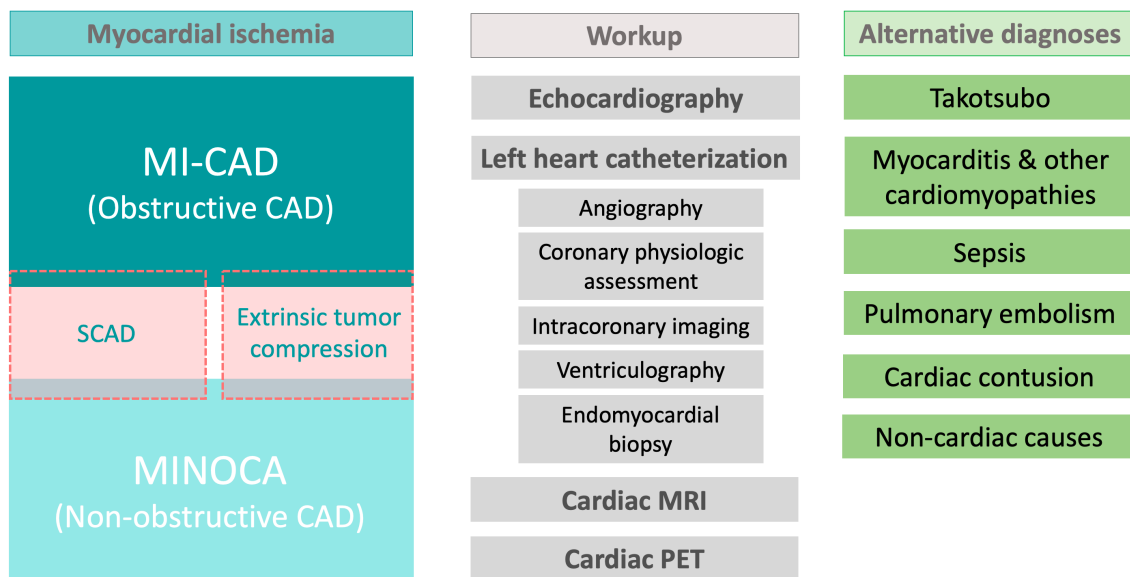 Myocardial ischemia
MI-CAD
(Obstructive CAD)
SCAD
Extrinsic tumor
compression
MINOCA
(Non-obstructive CAD)
Workup
Echocardiography
Left heart catheterization
Angiography
Coronary physiologic
assessment
Intracoronary imaging
Ventriculography
Endomyocardial
biopsy
Cardiac MRI
Cardiac PET
Alternative diagnoses
Takotsubo
Myocarditis & other
cardiomyopathies
Sepsis
Pulmonary embolism
Cardiac contusion
Non-cardiac causes